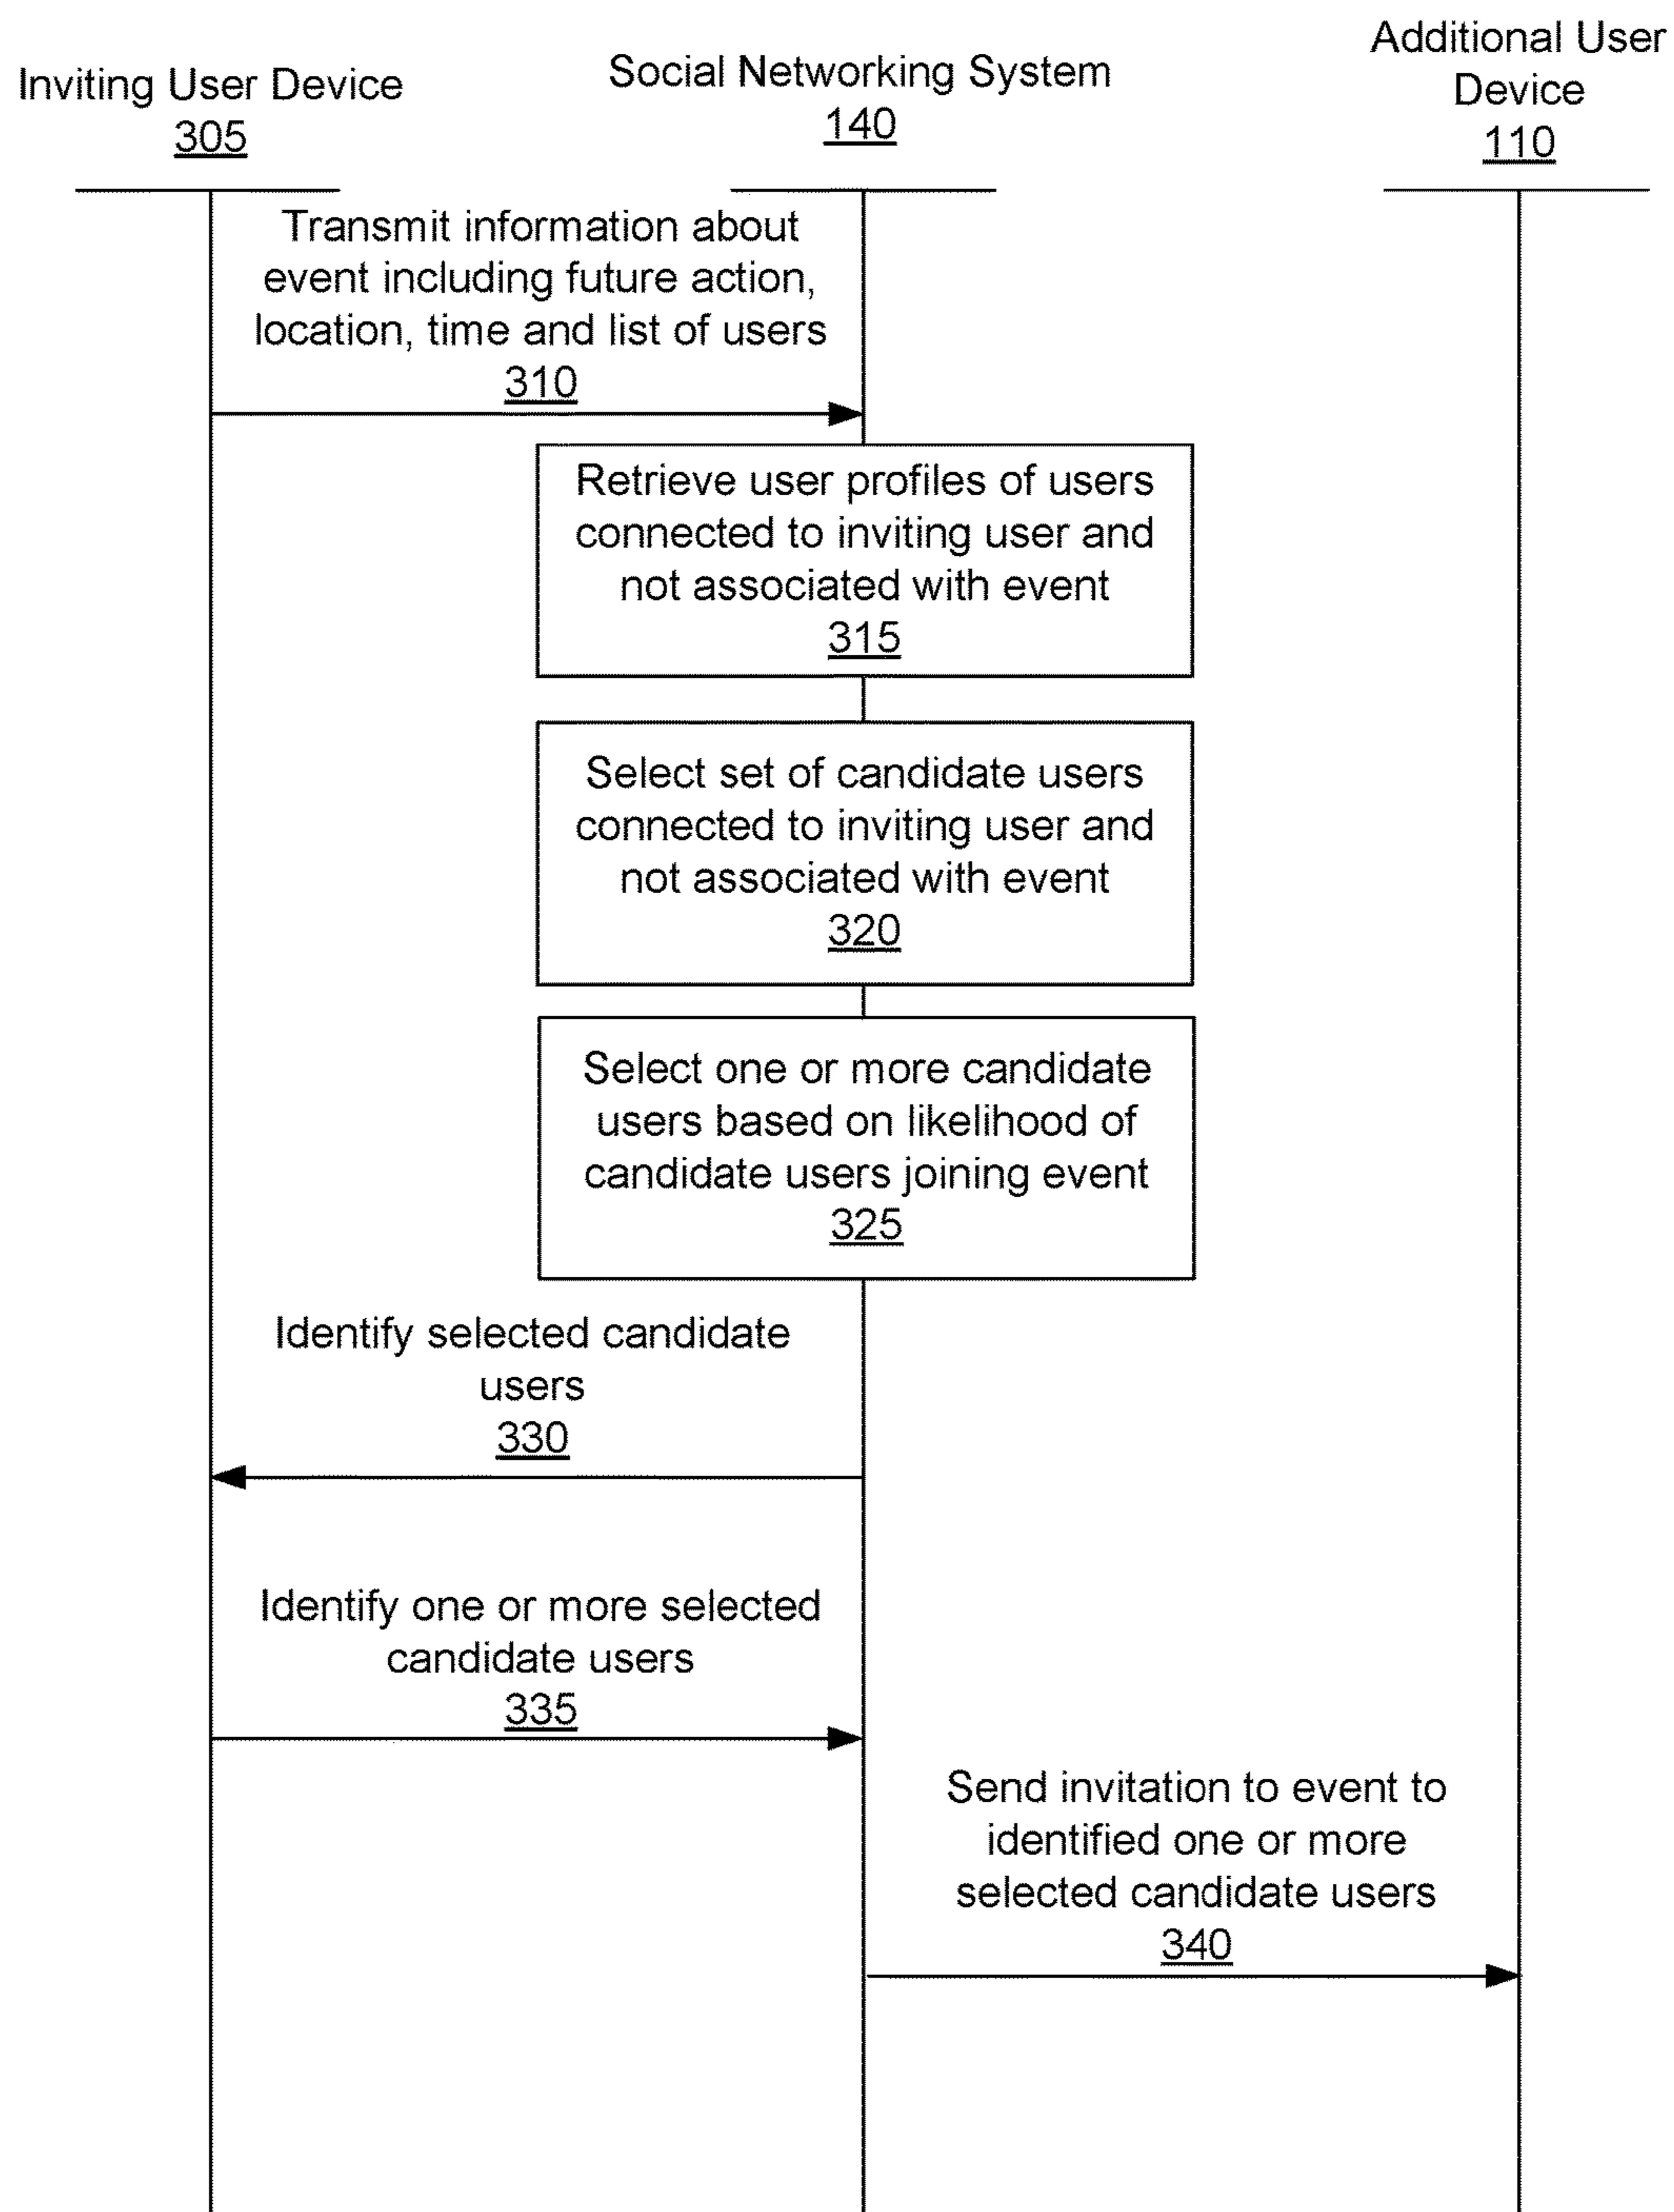 Inviting User Device
305
Social Networking System
140
Additional User
Device
110
Transmit information about
event including future action,
location, time and list of users
310
Retrieve user profiles of users
connected to inviting user and
not associated with event
315
Select set of candidate users
connected to inviting user and
not associated with event
320
Select one or more candidate
users based on likelihood of
candidate users joining event
325
Identify selected candidate
users
330
Identify one or more selected
candidate users
335
Send invitation to event to
identified one or more
selected candidate users
340